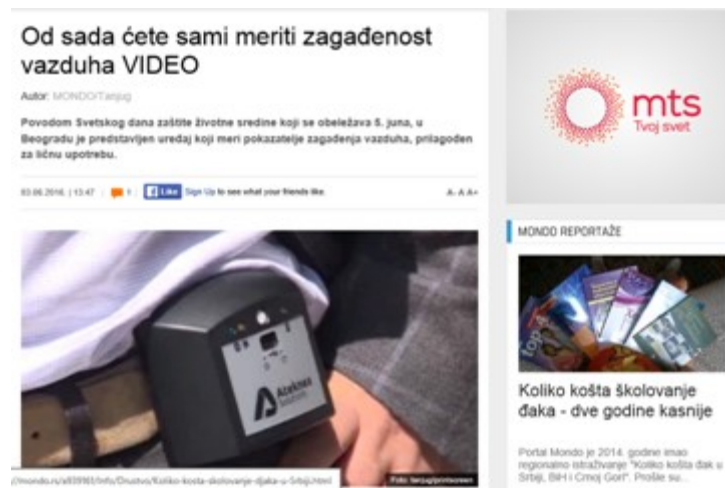 Od sada ćete sami meriti zagađenost
vazduha VIDEO
Autor: MONDO/Tanjug
Povodom Svetskog dana zaštite životne sredine koji se obeležava 5. juna, u
Beogradu je predstavljen uređaj koji meri pokazatelje zagađenja vazduha, prilagođen
za ličnu upotrebu.
03.06.2016. | 13:47 | 1 | Like Sign Up to see what your friends like. A- A A+
Solutions
Foto: tanjug/printscreen
mts
Tvoj svet
MONDO REPORTAŽE
top
Koliko košta školovanje
đaka - dve godine kasnije
Portal Mondo je 2014. godine imao
regionalno istraživanje "Koliko košta đak u
Srbiji, BiH i Crnoj Gori". Prošle su...